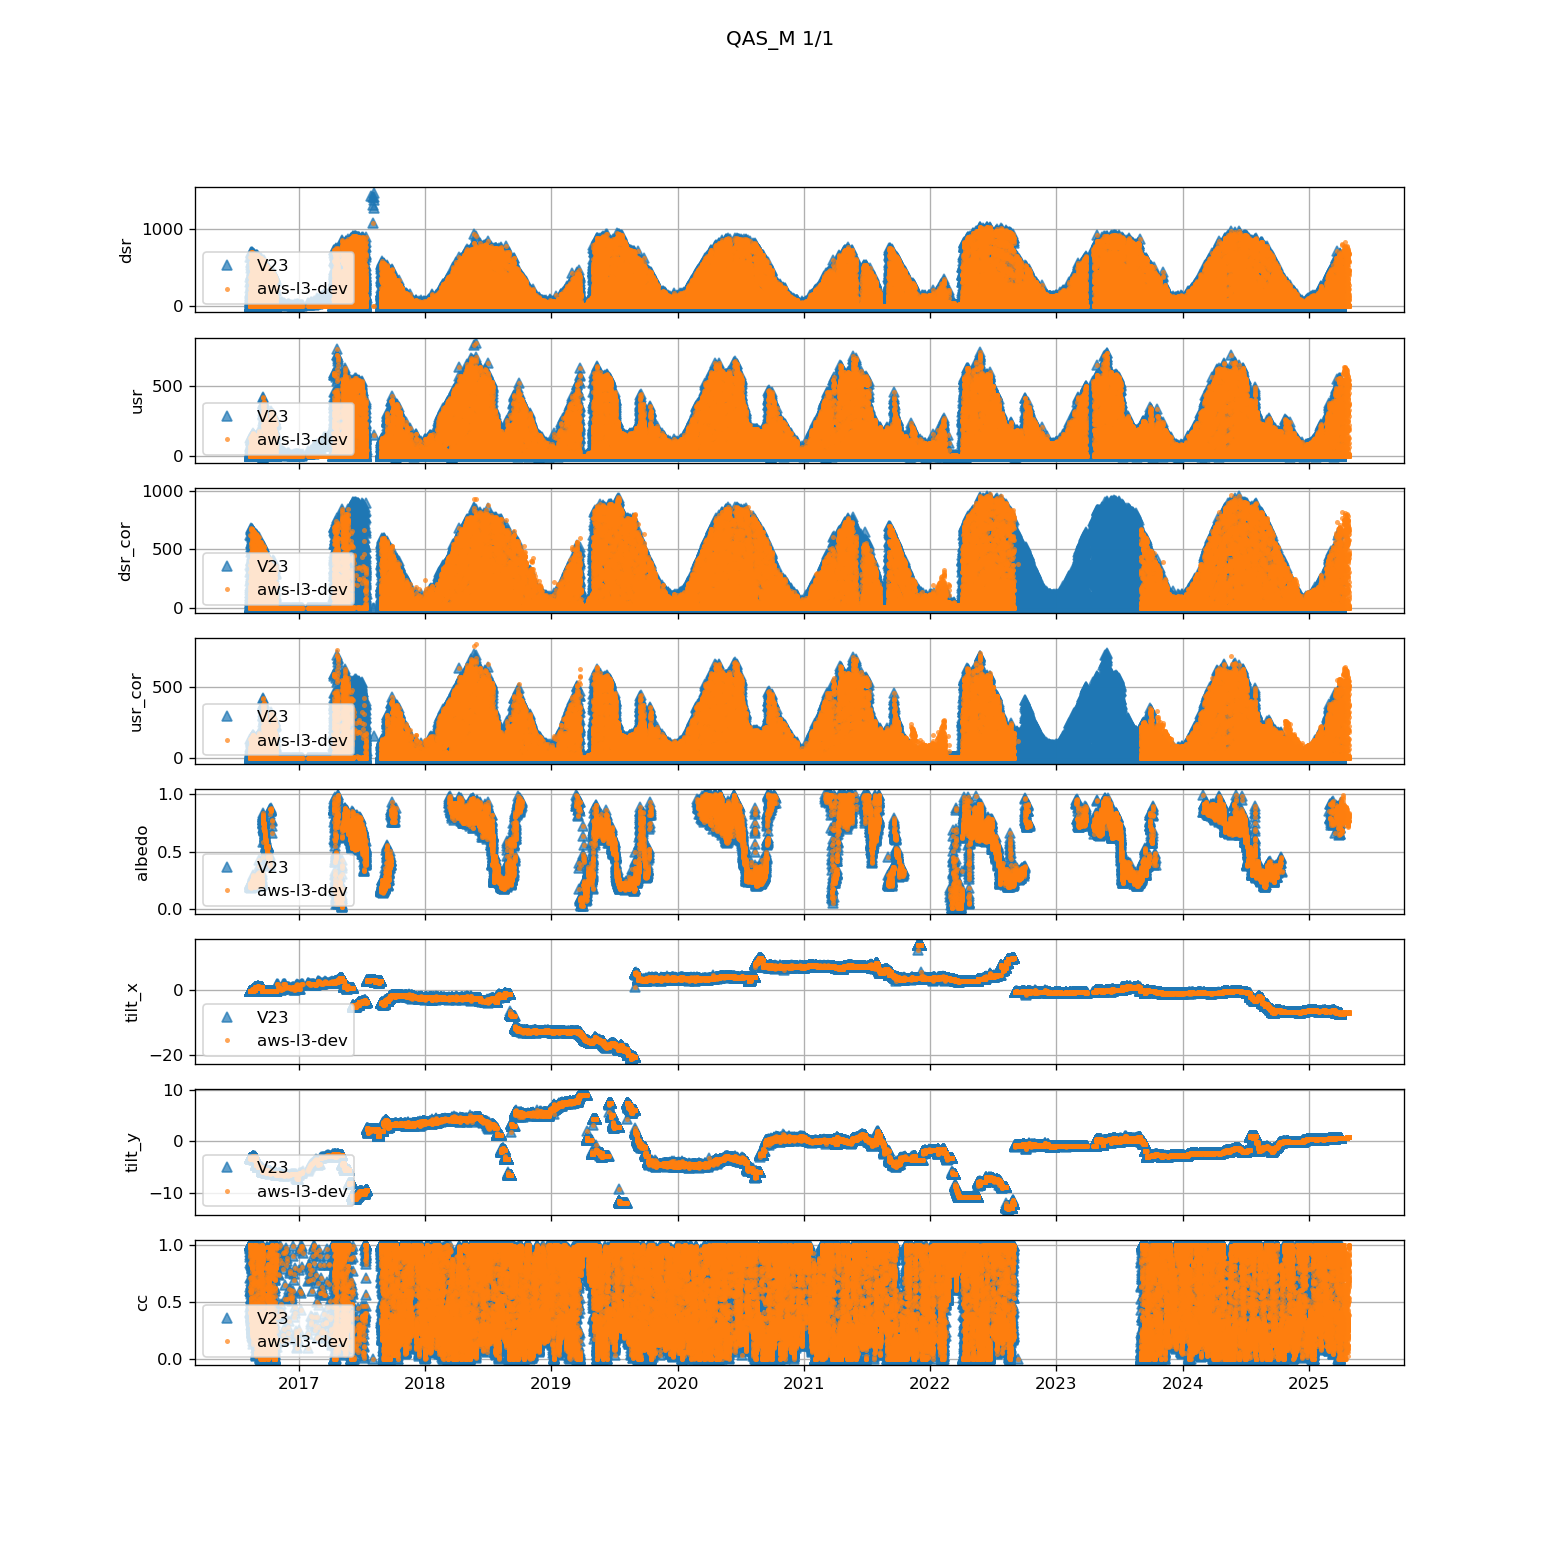 QAS_M 1/1
dsr
1000
0
V23
aws-l3-dev
usr
500
0
V23
aws-l3-dev
dsr_cor
1000
500
0
V23
aws-l3-dev
usr_cor
500
0
V23
aws-l3-dev
albedo
1.0
0.5
0.0
V23
aws-l3-dev
tilt_x
0
−20
V23
aws-l3-dev
tilt_y
10
0
−10
V23
aws-l3-dev
cc
1.0
0.5
0.0
V23
aws-l3-dev
2017 2018 2019 2020 2021 2022 2023 2024 2025